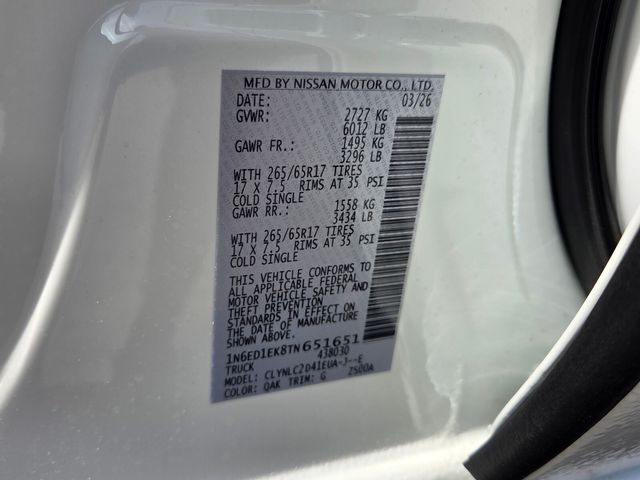 MFD BY NISSAN MOTOR CO., LTD.
DATE: 03/26
GVWR: 2727 KG
6012 LB
GAWR FR.: 1495 KG
3296 LB
WITH 265/65R17 TIRES
17 X 7.5 RIMS AT 35 PSI
COLD SINGLE
GAWR RR.: 1558 KG
3434 LB
WITH 265/65R17 TIRES
17 X 7.5 RIMS AT 35 PSI
COLD SINGLE
THIS VEHICLE CONFORMS TO
ALL APPLICABLE FEDERAL
MOTOR VEHICLE SAFETY AND
THEFT PREVENTION
STANDARDS IN EFFECT ON
THE DATE OF MANUFACTURE
SHOWN ABOVE.
1N6ED1EK8TN651651
TRUCK 438030
MODEL: CLYNLC2D41EUA-J--E
COLOR: QAK TRIM: G 2500A